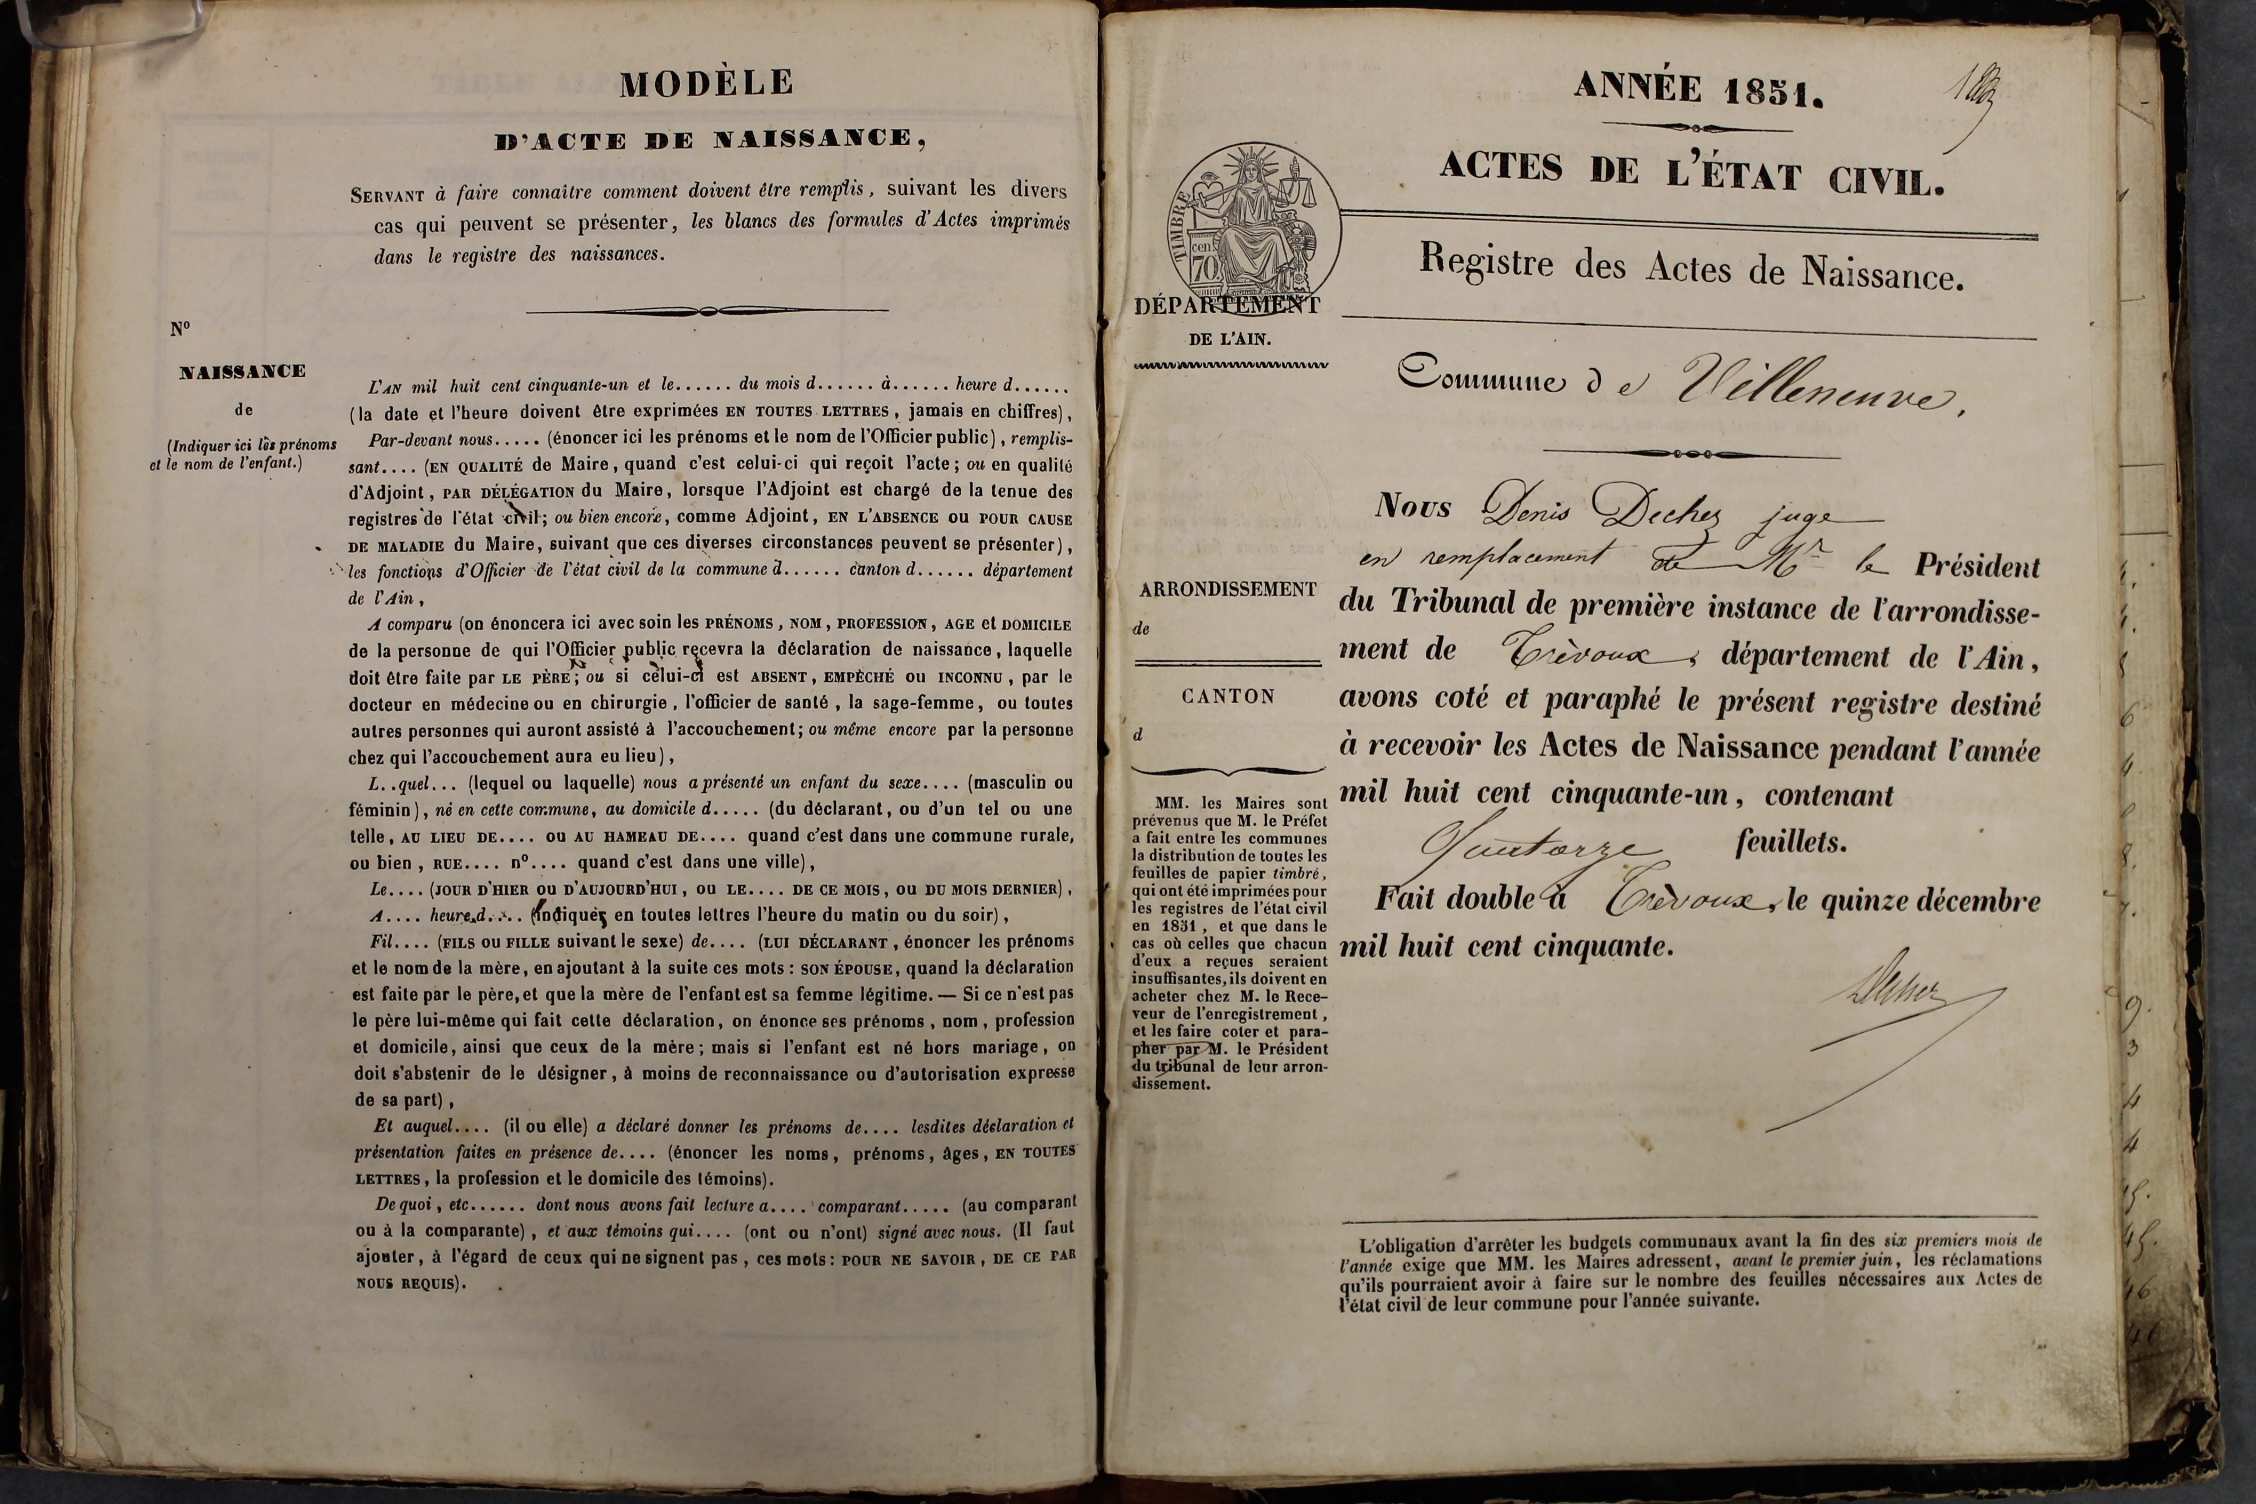 MODÈLE
D'ACTE DE NAISSANCE,
SERVANT à faire connaître comment doivent être remplis, suivant les divers
cas qui peuvent se présenter, les blancs des formules d'Actes imprimés
dans le registre des naissances.
Nº
NAISSANCE
de
(Indiquer ici les prénoms
et le nom de l'enfant.)
L'AN mil huit cent cinquante-un et le...... du mois d...... à...... heure d......
(la date et l'heure doivent être exprimées EN TOUTES LETTRES, jamais en chiffres),
Par-devant nous..... (énoncer ici les prénoms et le nom de l'Officier public), remplis-
sant.... (EN QUALITÉ de Maire, quand c'est celui-ci qui reçoit l'acte; ou en qualité
d'Adjoint, PAR DÉLÉGATION du Maire, lorsque l'Adjoint est chargé de la tenue des
registres de l'état civil; ou bien encore, comme Adjoint, EN L'ABSENCE ou POUR CAUSE
DE MALADIE du Maire, suivant que ces diverses circonstances peuvent se présenter),
les fonctions d'Officier de l'état civil de la commune d...... canton d...... département
de l'Ain,
A comparu (on énoncera ici avec soin les PRÉNOMS, NOM, PROFESSION, AGE et DOMICILE
de la personne de qui l'Officier public recevra la déclaration de naissance, laquelle
doit être faite par LE PÈRE; ou si celui-ci est ABSENT, EMPÊCHÉ ou INCONNU, par le
docteur en médecine ou en chirurgie, l'officier de santé, la sage-femme, ou toutes
autres personnes qui auront assisté à l'accouchement; ou même encore par la personne
chez qui l'accouchement aura eu lieu),
L..quel... (lequel ou laquelle) nous a présenté un enfant du sexe.... (masculin ou
féminin), né en cette commune, au domicile d..... (du déclarant, ou d'un tel ou une
telle, AU LIEU DE.... OU AU HAMEAU DE.... quand c'est dans une commune rurale,
ou bien, RUE.... nº.... quand c'est dans une ville),
Le.... (JOUR D'HIER OU D'AUJOURD'HUI, OU LE.... DE CE MOIS, OU DU MOIS DERNIER),
A.... heure d.... (indiquer en toutes lettres l'heure du matin ou du soir),
Fil.... (FILS OU FILLE suivant le sexe) de.... (LUI DÉCLARANT, énoncer les prénoms
et le nom de la mère, en ajoutant à la suite ces mots: SON ÉPOUSE, quand la déclaration
est faite par le père, et que la mère de l'enfant est sa femme légitime. — Si ce n'est pas
le père lui-même qui fait cette déclaration, on énonce ses prénoms, nom, profession
et domicile, ainsi que ceux de la mère; mais si l'enfant est né hors mariage, on
doit s'abstenir de le désigner, à moins de reconnaissance ou d'autorisation expresse
de sa part),
Et auquel.... (il ou elle) a déclaré donner les prénoms de.... lesdites déclaration et
présentation faites en présence de.... (énoncer les noms, prénoms, âges, EN TOUTES
LETTRES, la profession et le domicile des témoins).
De quoi, etc...... dont nous avons fait lecture a.... comparant..... (au comparant
ou à la comparante), et aux témoins qui.... (ont ou n'ont) signé avec nous. (Il faut
ajouter, à l'égard de ceux qui ne signent pas, ces mots: POUR NE SAVOIR, DE CE PAR
NOUS REQUIS).
ANNÉE 1851.
ACTES DE L'ÉTAT CIVIL.
Registre des Actes de Naissance.
TIMBRE
70
cen.
DÉPARTEMENT
DE L'AIN.
Commune de Villeneuve,
Nous Denis Dechez juge
en remplacement de Mr le Président
du Tribunal de première instance de l'arrondisse-
ment de Trévoux, département de l'Ain,
avons coté et paraphé le présent registre destiné
à recevoir les Actes de Naissance pendant l'année
mil huit cent cinquante-un, contenant
Quatorze feuillets.
Fait double à Trévoux, le quinze décembre
mil huit cent cinquante.
Dechez
ARRONDISSEMENT
de
CANTON
d
MM. les Maires sont
prévenus que M. le Préfet
a fait entre les communes
la distribution de toutes les
feuilles de papier timbré,
qui ont été imprimées pour
les registres de l'état civil
en 1851, et que dans le
cas où celles que chacun
d'eux a reçues seraient
insuffisantes, ils doivent en
acheter chez M. le Rece-
veur de l'enregistrement,
et les faire coter et para-
pher par M. le Président
du tribunal de leur arron-
dissement.
L'obligation d'arrêter les budgets communaux avant la fin des six premiers mois de
l'année exige que MM. les Maires adressent, avant le premier juin, les réclamations
qu'ils pourraient avoir à faire sur le nombre des feuilles nécessaires aux Actes de
l'état civil de leur commune pour l'année suivante.